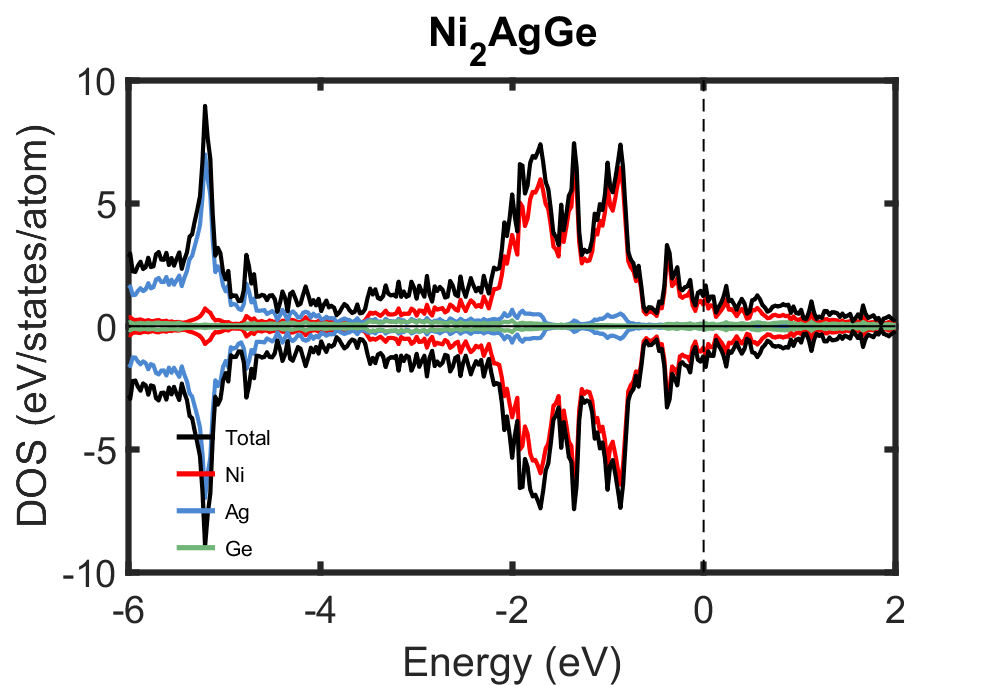 Ni₂AgGe
10
5
0
-5
-10
DOS (eV/states/atom)
Total
Ni
Ag
Ge
-6 -4 -2 0 2
Energy (eV)